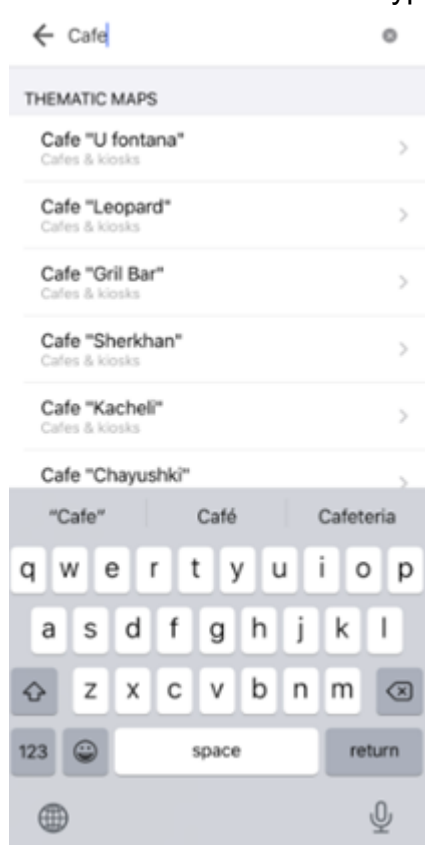 Cafe
THEMATIC MAPS
Cafe "U fontana"
Cafes & kiosks
Cafe "Leopard"
Cafes & kiosks
Cafe "Gril Bar"
Cafes & kiosks
Cafe "Sherkhan"
Cafes & kiosks
Cafe "Kacheli"
Cafes & kiosks
Cafe "Chayushki"
"Cafe" Café Cafeteria
q w e r t y u i o p
a s d f g h j k l
z x c v b n m
123 space return